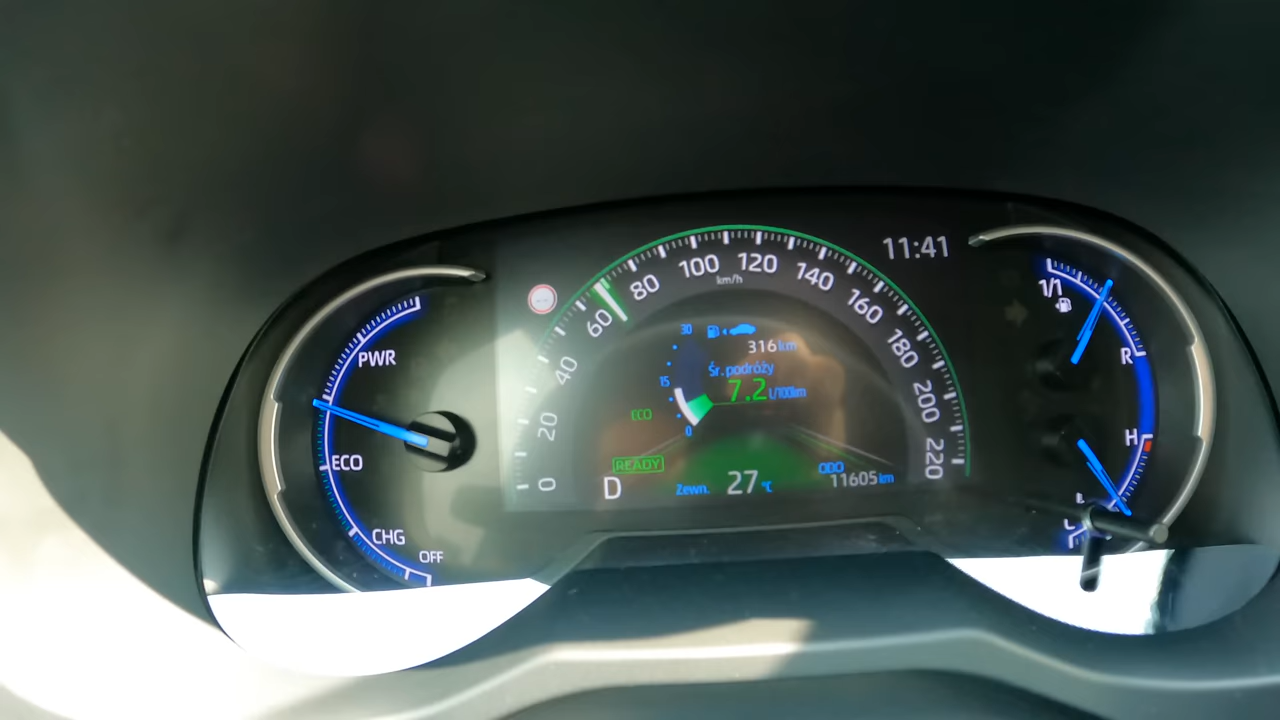 11:41
PWR
ECO
CHG
OFF
0
20
40
60
80
100
120
140
160
180
200
220
km/h
30
15
0
316 km
Śr. podróży
7.2 L/100km
ECO
READY
D
Zewn. 27 °C
ODO
11605 km
1/1
R
H